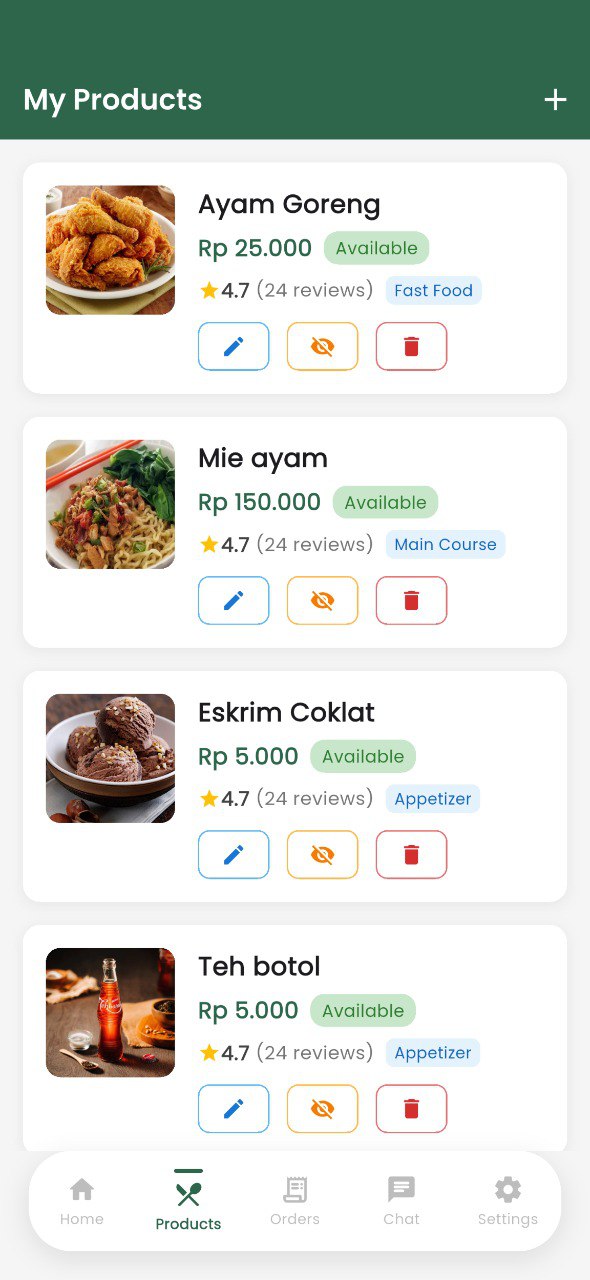 My Products
Ayam Goreng
Rp 25.000 Available
4.7 (24 reviews) Fast Food
Mie ayam
Rp 150.000 Available
4.7 (24 reviews) Main Course
Eskrim Coklat
Rp 5.000 Available
4.7 (24 reviews) Appetizer
Teh botol
Rp 5.000 Available
4.7 (24 reviews) Appetizer
Home Products Orders Chat Settings